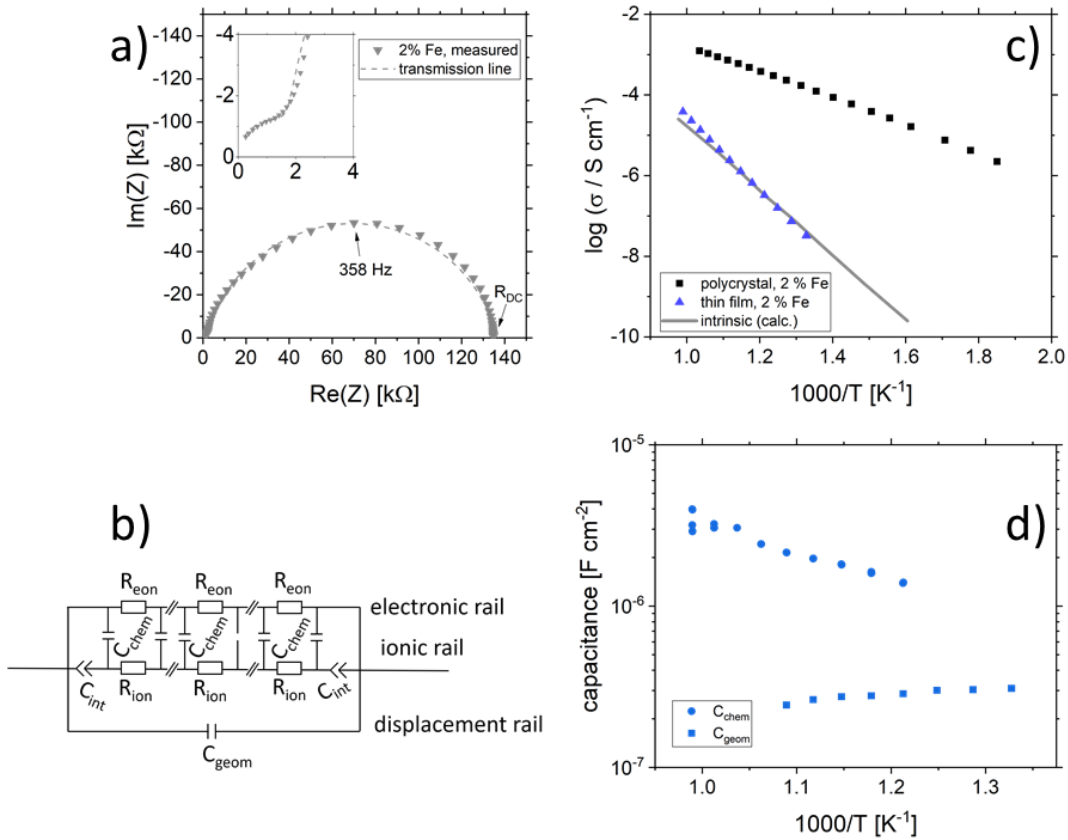 a)
Im(Z) [kΩ]
-140
-120
-100
-80
-60
-40
-20
0
-4
-2
0
0 2 4
2% Fe, measured
transmission line
358 Hz
R_DC
0 20 40 60 80 100 120 140
Re(Z) [kΩ]
b)
R_eon R_eon R_eon
electronic rail
C_chem C_chem C_chem
ionic rail
C_int R_ion R_ion R_ion C_int
displacement rail
C_geom
c)
log (σ / S cm⁻¹)
-2
-4
-6
-8
-10
polycrystal, 2 % Fe
thin film, 2 % Fe
intrinsic (calc.)
1.0 1.2 1.4 1.6 1.8 2.0
1000/T [K⁻¹]
d)
capacitance [F cm⁻²]
10⁻⁵
10⁻⁶
10⁻⁷
C_chem
C_geom
1.0 1.1 1.2 1.3
1000/T [K⁻¹]